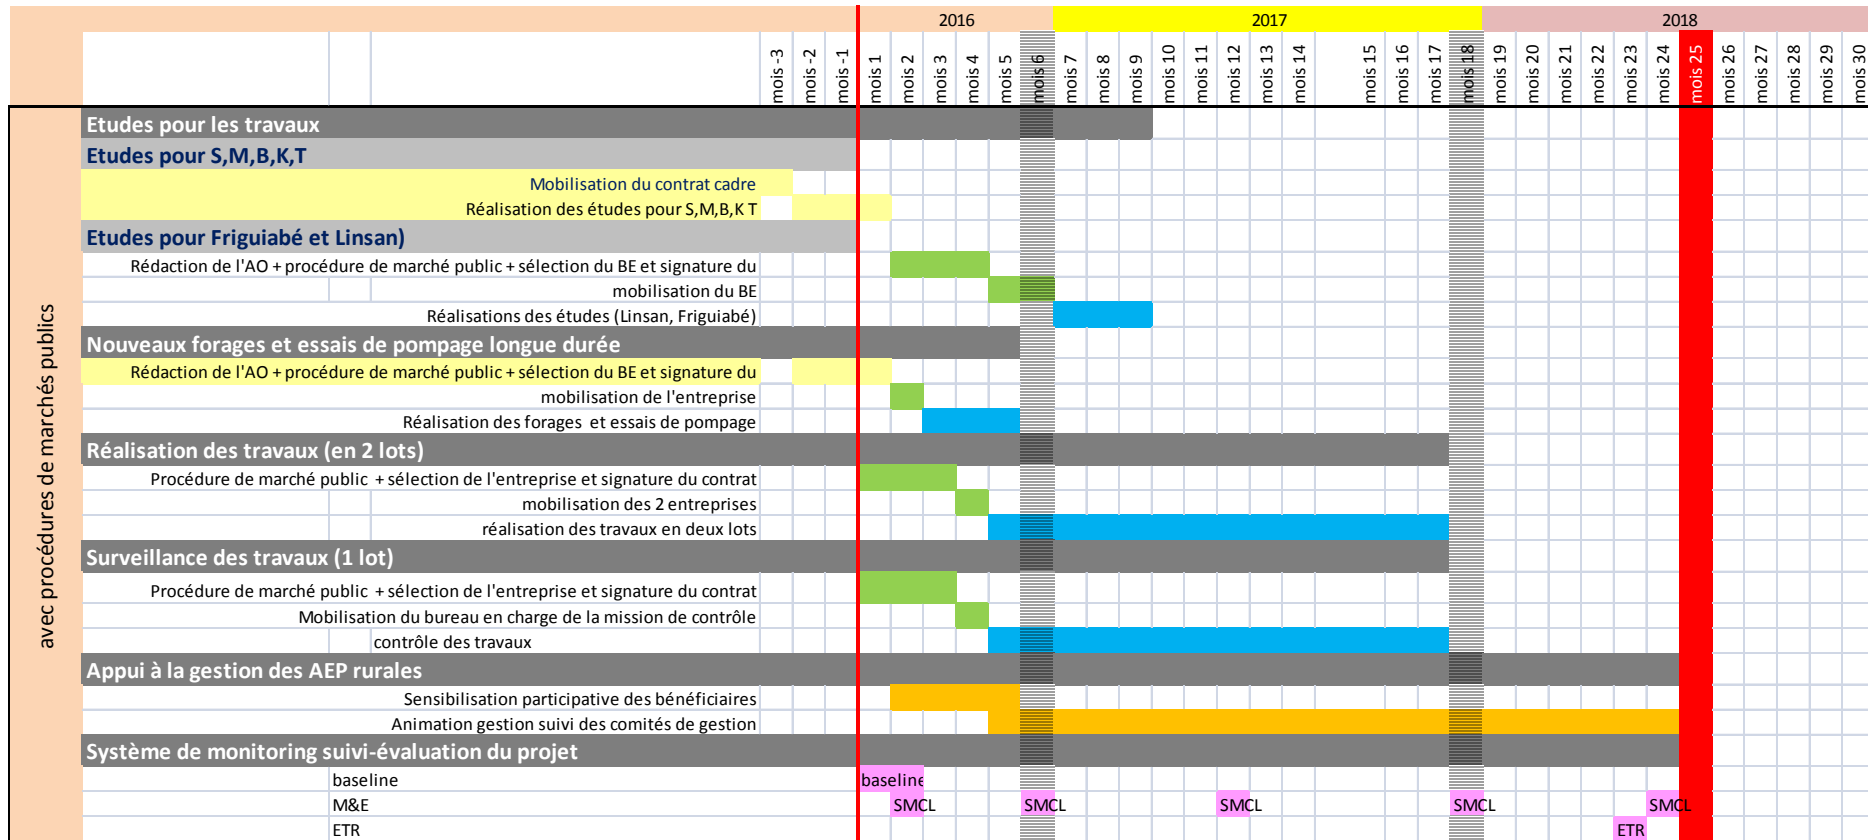 2016 2017 2018
mois -3 mois -2 mois -1 mois 1 mois 2 mois 3 mois 4 mois 5 mois 6 mois 7 mois 8 mois 9 mois 10 mois 11 mois 12 mois 13 mois 14 mois 15 mois 16 mois 17 mois 18 mois 19 mois 20 mois 21 mois 22 mois 23 mois 24 mois 25 mois 26 mois 27 mois 28 mois 29 mois 30
avec procédures de marchés publics
Etudes pour les travaux
Etudes pour S,M,B,K,T
Mobilisation du contrat cadre
Réalisation des études pour S,M,B,K T
Etudes pour Friguiabé et Linsan)
Rédaction de l'AO + procédure de marché public + sélection du BE et signature du
mobilisation du BE
Réalisations des études (Linsan, Friguiabé)
Nouveaux forages et essais de pompage longue durée
Rédaction de l'AO + procédure de marché public + sélection du BE et signature du
mobilisation de l'entreprise
Réalisation des forages et essais de pompage
Réalisation des travaux (en 2 lots)
Procédure de marché public + sélection de l'entreprise et signature du contrat
mobilisation des 2 entreprises
réalisation des travaux en deux lots
Surveillance des travaux (1 lot)
Procédure de marché public + sélection de l'entreprise et signature du contrat
Mobilisation du bureau en charge de la mission de contrôle
contrôle des travaux
Appui à la gestion des AEP rurales
Sensibilisation participative des bénéficiaires
Animation gestion suivi des comités de gestion
Système de monitoring suivi-évaluation du projet
baseline baseline
M&E SMCL SMCL SMCL SMCL SMCL
ETR ETR